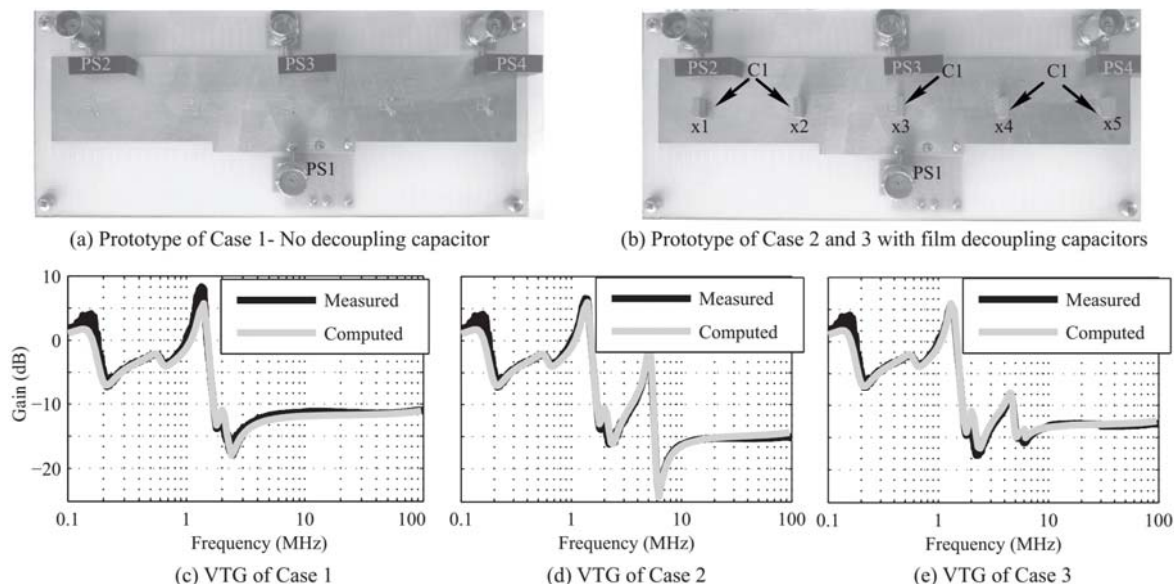 PS2 PS3 PS4
PS1
PS2 C1 PS3 C1 C1 PS4
x1 x2 x3 x4 x5
PS1
(a) Prototype of Case 1- No decoupling capacitor
(b) Prototype of Case 2 and 3 with film decoupling capacitors
Gain (dB)
10
0
−10
−20
Measured
Computed
0.1 1 10 100
Frequency (MHz)
(c) VTG of Case 1
Measured
Computed
0.1 1 10 100
Frequency (MHz)
(d) VTG of Case 2
Measured
Computed
0.1 1 10 100
Frequency (MHz)
(e) VTG of Case 3